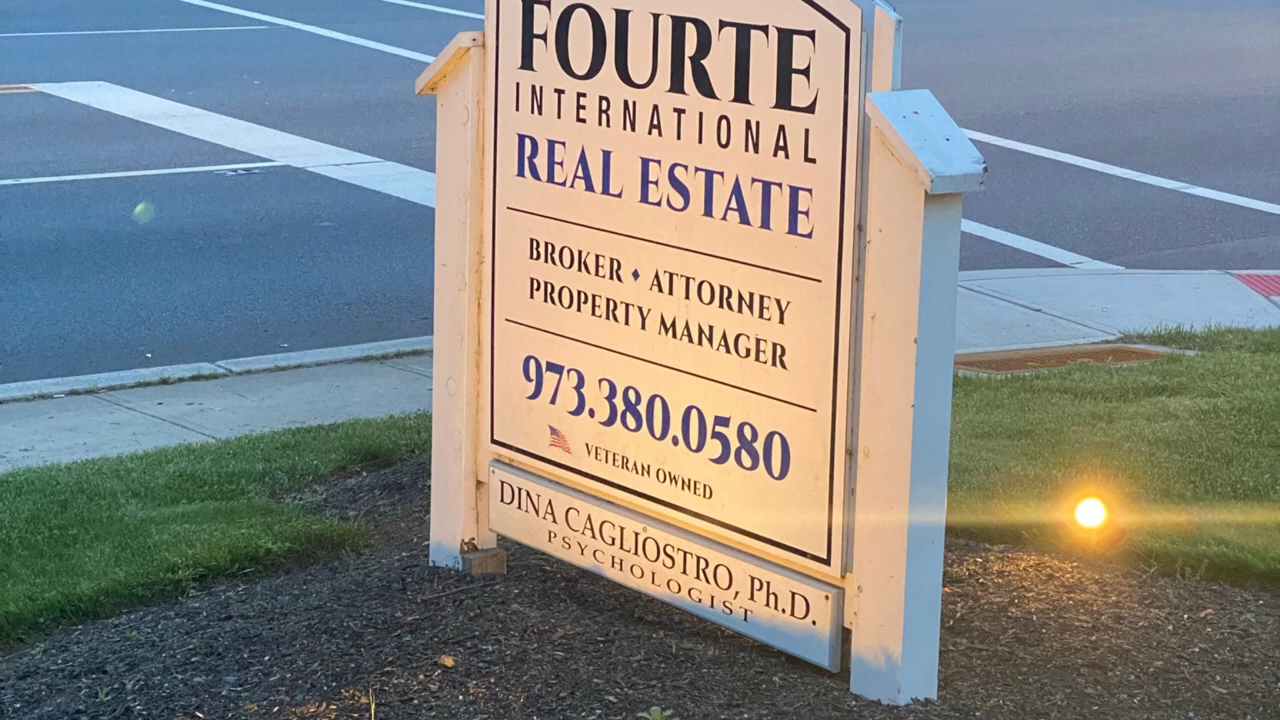 FOURTE
INTERNATIONAL
REAL ESTATE
BROKER ♦ ATTORNEY
PROPERTY MANAGER
973.380.0580
VETERAN OWNED
DINA CAGLIOSTRO, Ph.D.
PSYCHOLOGIST